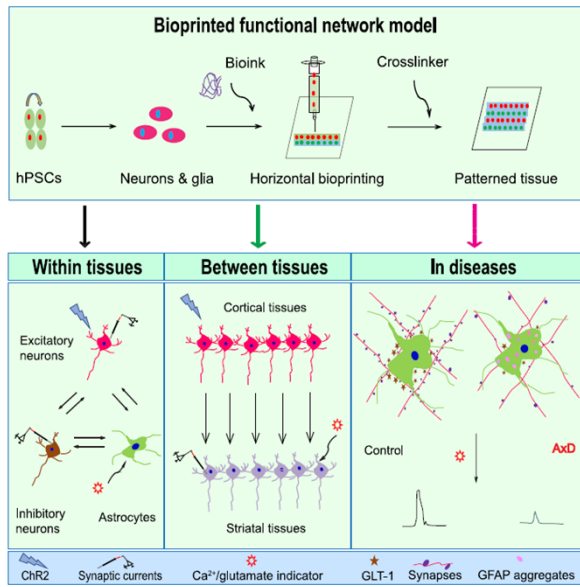 Bioprinted functional network model
Bioink
Crosslinker
hPSCs
Neurons & glia
Horizontal bioprinting
Patterned tissue
Within tissues
Between tissues
In diseases
Excitatory
neurons
Inhibitory
neurons
Astrocytes
Cortical tissues
Striatal tissues
Control
AxD
ChR2
Synaptic currents
Ca²⁺/glutamate indicator
GLT-1
Synapses
GFAP aggregates